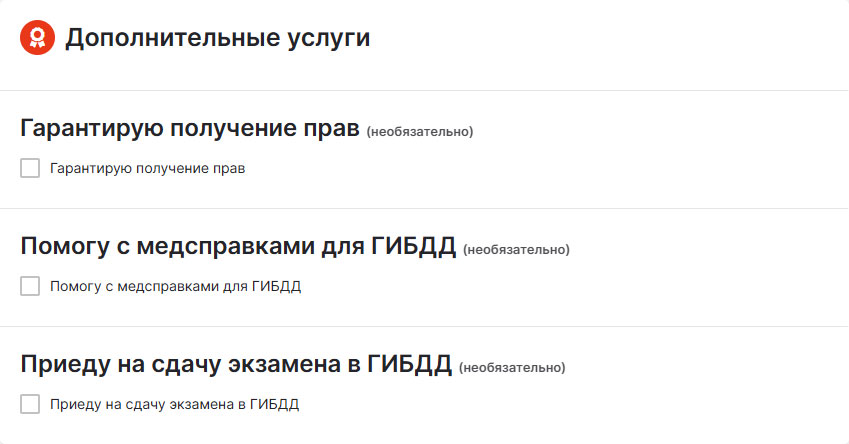 Дополнительные услуги
Гарантирую получение прав (необязательно)
Гарантирую получение прав
Помогу с медсправками для ГИБДД (необязательно)
Помогу с медсправками для ГИБДД
Приеду на сдачу экзамена в ГИБДД (необязательно)
Приеду на сдачу экзамена в ГИБДД